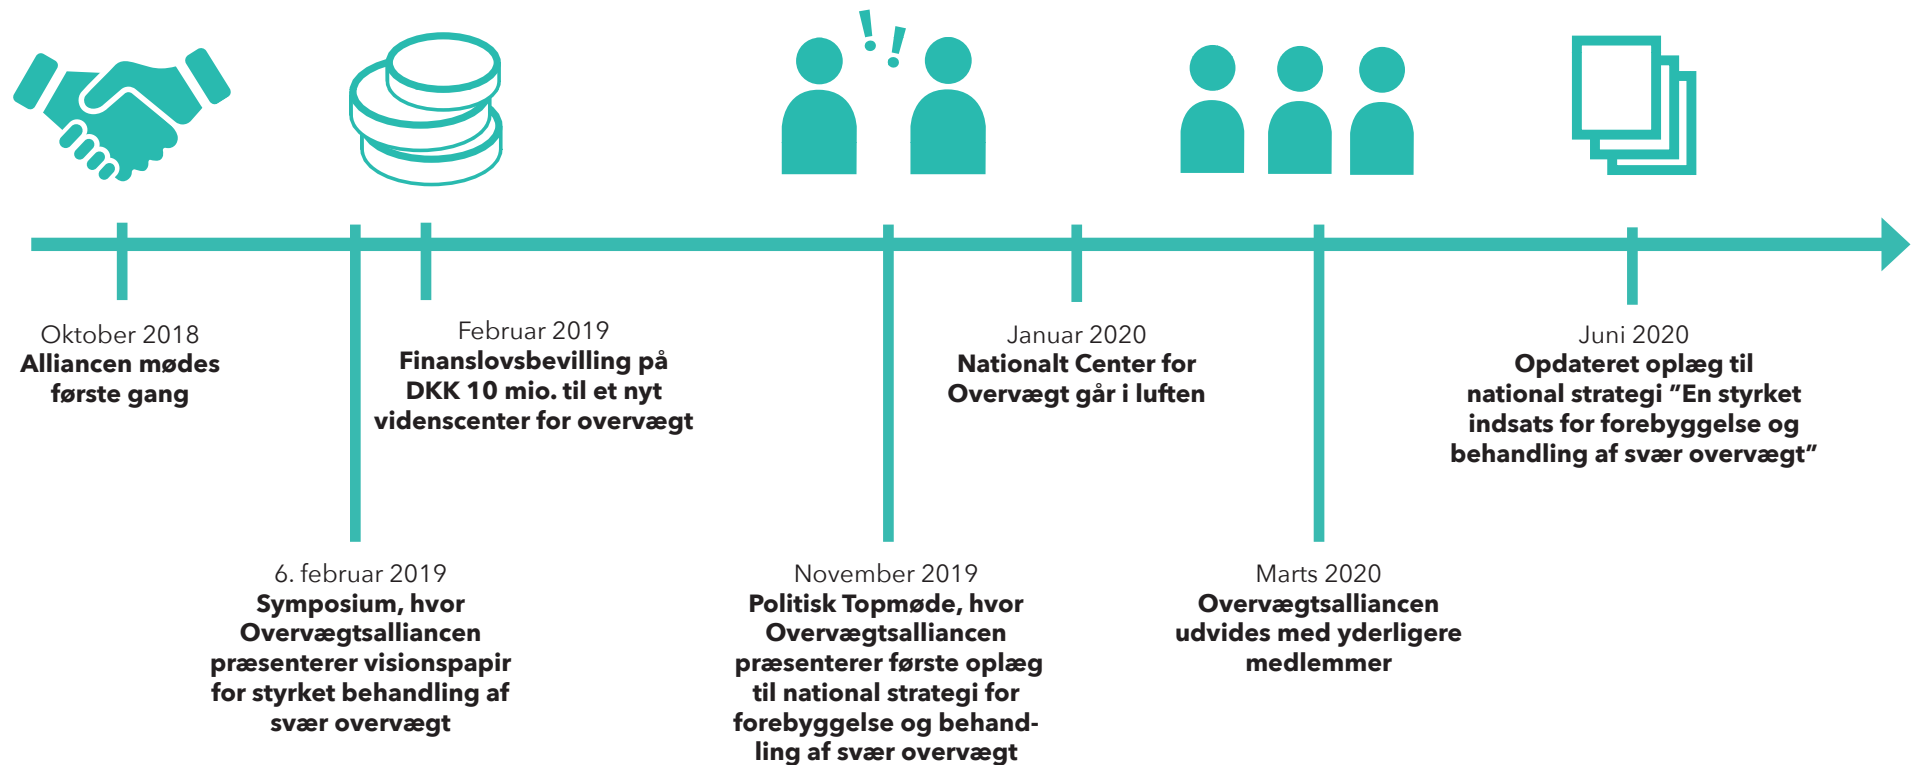 Oktober 2018
Alliancen mødes
første gang
6. februar 2019
Symposium, hvor
Overvægtsalliancen
præsenterer visionspapir
for styrket behandling af
svær overvægt
Februar 2019
Finanslovsbevilling på
DKK 10 mio. til et nyt
videnscenter for overvægt
November 2019
Politisk Topmøde, hvor
Overvægtsalliancen
præsenterer første oplæg
til national strategi for
forebyggelse og behand-
ling af svær overvægt
Januar 2020
Nationalt Center for
Overvægt går i luften
Marts 2020
Overvægtsalliancen
udvides med yderligere
medlemmer
Juni 2020
Opdateret oplæg til
national strategi ”En styrket
indsats for forebyggelse og
behandling af svær overvægt”